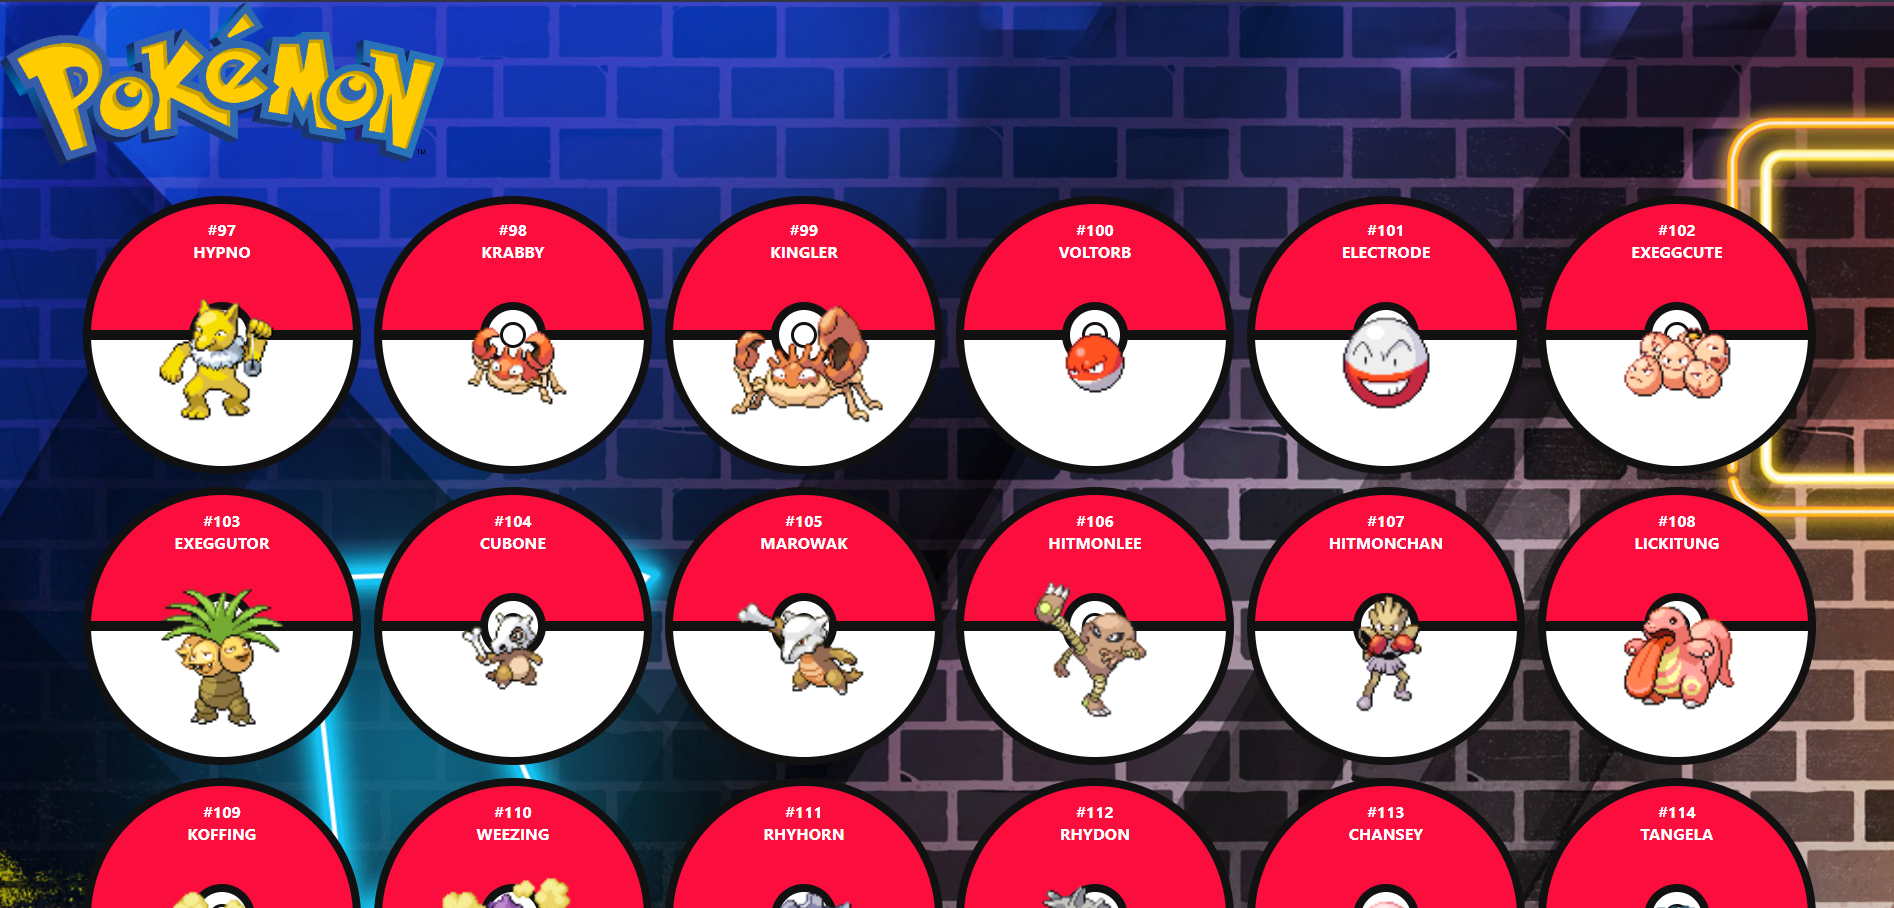 POKéMON
TM
#97
HYPNO
#98
KRABBY
#99
KINGLER
#100
VOLTORB
#101
ELECTRODE
#102
EXEGGCUTE
#103
EXEGGUTOR
#104
CUBONE
#105
MAROWAK
#106
HITMONLEE
#107
HITMONCHAN
#108
LICKITUNG
#109
KOFFING
#110
WEEZING
#111
RHYHORN
#112
RHYDON
#113
CHANSEY
#114
TANGELA